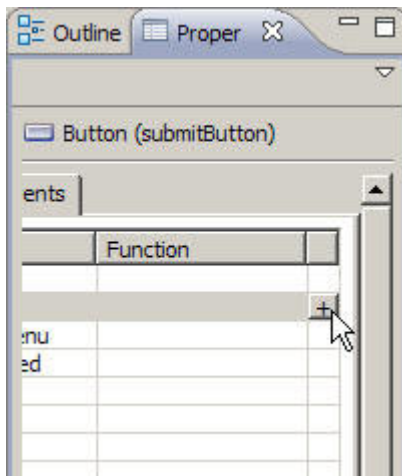 Outline Proper
Button (submitButton)
ents
Function
+
enu
ed